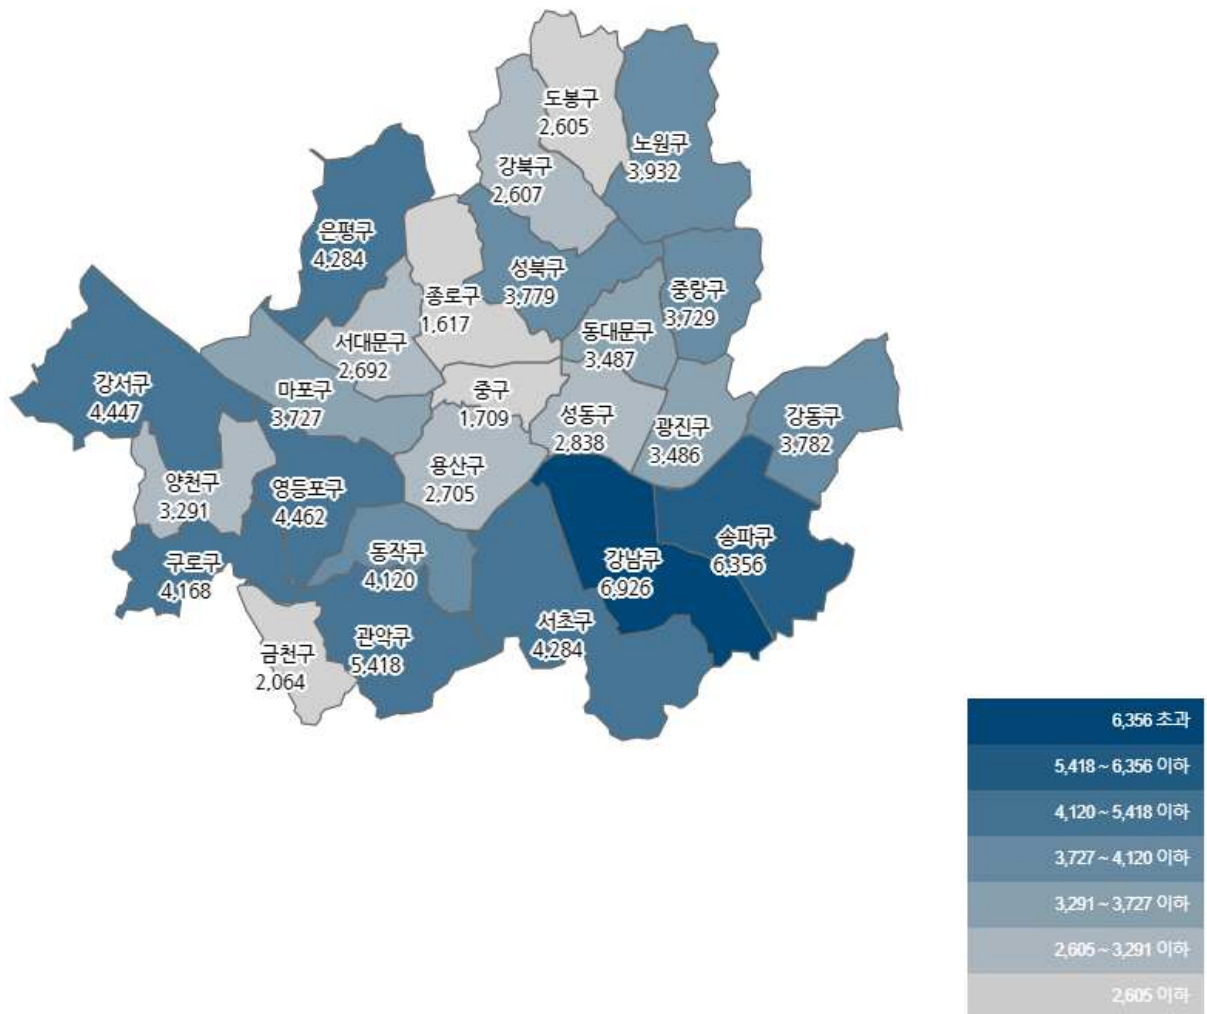 도봉구
2,605
노원구
3,932
강북구
2,607
은평구
4,284
성북구
3,779
종로구
1,617
중랑구
3,729
동대문구
3,487
서대문구
2,692
강서구
4,447
마포구
3,727
중구
1,709
성동구
2,838
광진구
3,486
강동구
3,782
용산구
2,705
양천구
3,291
영등포구
4,462
구로구
4,168
동작구
4,120
강남구
6,926
송파구
6,356
서초구
4,284
관악구
5,418
금천구
2,064
6,356 초과
5,418 ~ 6,356 이하
4,120 ~ 5,418 이하
3,727 ~ 4,120 이하
3,291 ~ 3,727 이하
2,605 ~ 3,291 이하
2,605 이하